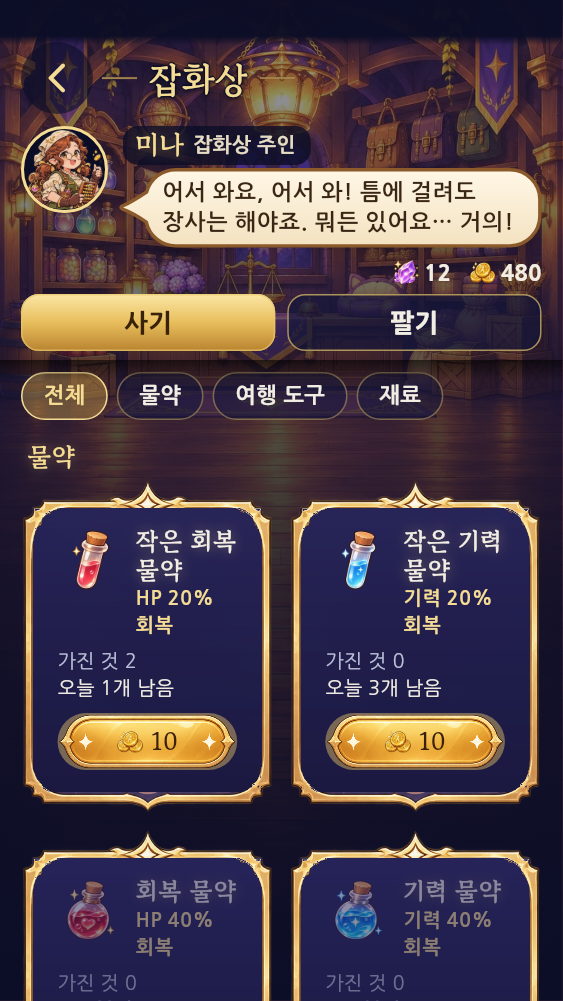 잡화상
미나 잡화상 주인
어서 와요, 어서 와! 틈에 걸려도
장사는 해야죠. 뭐든 있어요… 거의!
12 480
사기 팔기
전체 물약 여행 도구 재료
물약
작은 회복
물약
HP 20%
회복
가진 것 2
오늘 1개 남음
10
작은 기력
물약
기력 20%
회복
가진 것 0
오늘 3개 남음
10
회복 물약
HP 40%
회복
가진 것 0
기력 물약
기력 40%
회복
가진 것 0